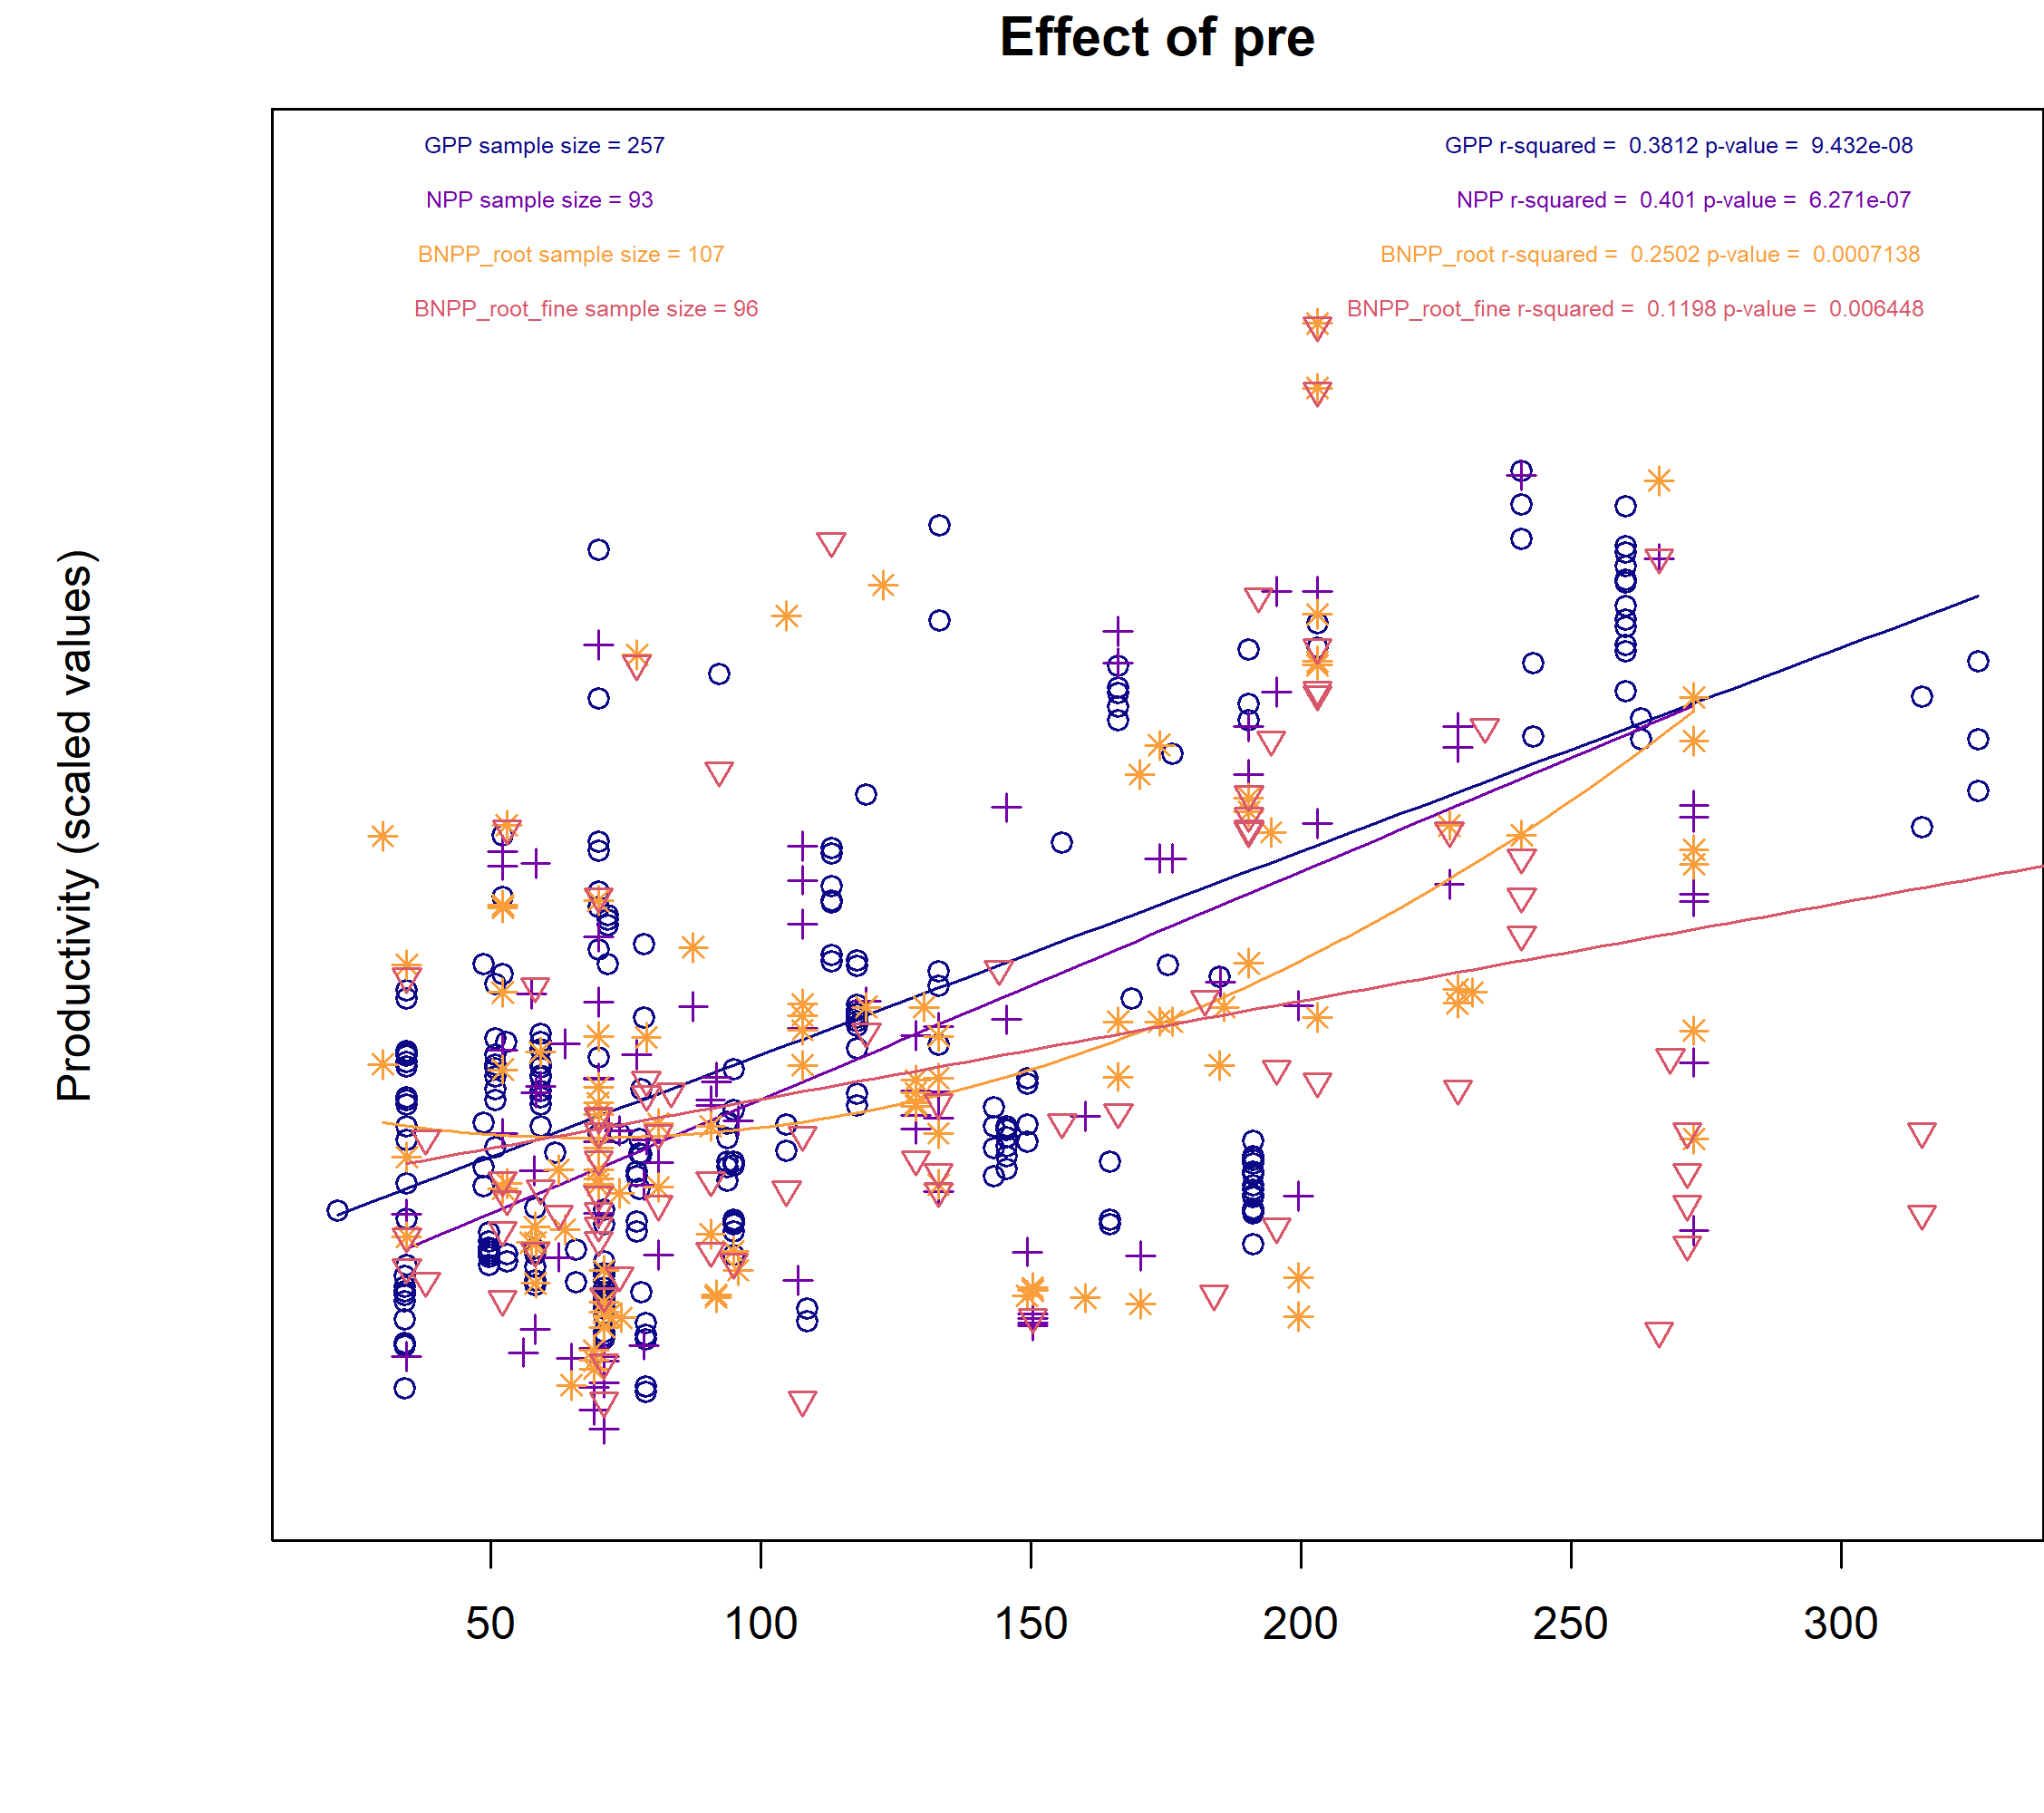 Effect of pre
GPP sample size = 257
GPP r-squared =  0.3812 p-value =  9.432e-08
NPP sample size = 93
NPP r-squared =  0.401 p-value =  6.271e-07
BNPP_root sample size = 107
BNPP_root r-squared =  0.2502 p-value =  0.0007138
BNPP_root_fine sample size = 96
BNPP_root_fine r-squared =  0.1198 p-value =  0.006448
Productivity (scaled values)
50 100 150 200 250 300